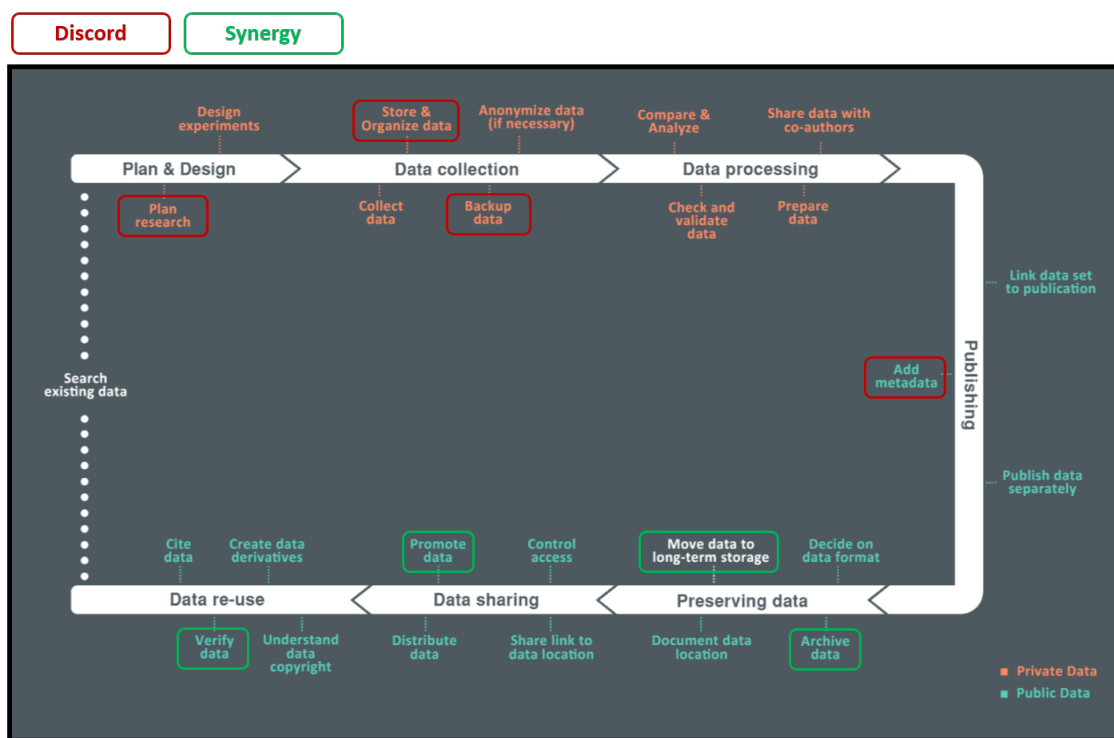 Discord
Synergy
Design
experiments
Store &
Organize data
Anonymize data
(if necessary)
Compare &
Analyze
Share data with
co-authors
Plan & Design
Data collection
Data processing
Plan
research
Collect
data
Backup
data
Check and
validate
data
Prepare
data
Link data set
to publication
Search
existing data
Add
metadata
Publishing
Publish data
separately
Cite
data
Create data
derivatives
Promote
data
Control
access
Move data to
long-term storage
Decide on
data format
Data re-use
Data sharing
Preserving data
Verify
data
Understand
data
copyright
Distribute
data
Share link to
data location
Document data
location
Archive
data
Private Data
Public Data